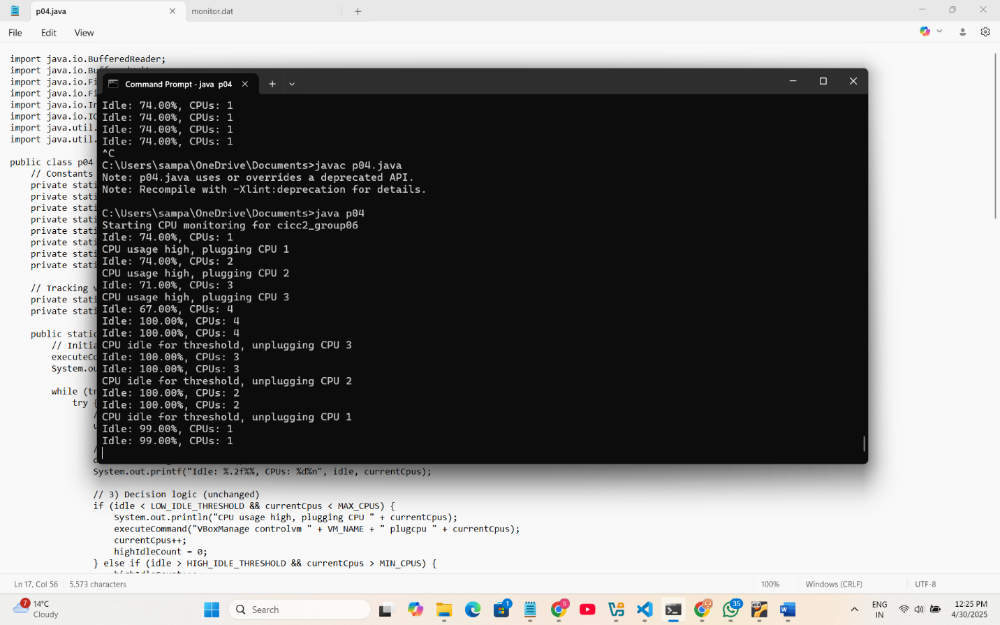 p04.java
monitor.dat
File Edit View
import java.io.BufferedReader;
import java.io.Bu
import java.io.Fi
import java.io.Fi
import java.io.In
import java.io.IO
import java.util.
import java.util.
public class p04
// Constants
private stati
private stati
private stati
private stati
private stati
private stati
private stati
private stati
// Tracking v
private stati
private stati
public static
// Initia
executeCo
System.ou
while (tr
try {
Command Prompt - java p04
Idle: 74.00%, CPUs: 1
Idle: 74.00%, CPUs: 1
Idle: 74.00%, CPUs: 1
Idle: 74.00%, CPUs: 1
^C
C:\Users\sampa\OneDrive\Documents>javac p04.java
Note: p04.java uses or overrides a deprecated API.
Note: Recompile with -Xlint:deprecation for details.
C:\Users\sampa\OneDrive\Documents>java p04
Starting CPU monitoring for cicc2_group06
Idle: 74.00%, CPUs: 1
CPU usage high, plugging CPU 1
Idle: 74.00%, CPUs: 2
CPU usage high, plugging CPU 2
Idle: 71.00%, CPUs: 3
CPU usage high, plugging CPU 3
Idle: 67.00%, CPUs: 4
Idle: 100.00%, CPUs: 4
Idle: 100.00%, CPUs: 4
CPU idle for threshold, unplugging CPU 3
Idle: 100.00%, CPUs: 3
Idle: 100.00%, CPUs: 3
CPU idle for threshold, unplugging CPU 2
Idle: 100.00%, CPUs: 2
Idle: 100.00%, CPUs: 2
CPU idle for threshold, unplugging CPU 1
Idle: 99.00%, CPUs: 1
Idle: 99.00%, CPUs: 1
System.out.printf("Idle: %.2f%%, CPUs: %d%n", idle, currentCpus);
// 3) Decision logic (unchanged)
if (idle < LOW_IDLE_THRESHOLD && currentCpus < MAX_CPUS) {
System.out.println("CPU usage high, plugging CPU " + currentCpus);
executeCommand("VBoxManage controlvm " + VM_NAME + " plugcpu " + currentCpus);
currentCpus++;
highIdleCount = 0;
} else if (idle > HIGH_IDLE_THRESHOLD && currentCpus > MIN_CPUS) {
Ln 17, Col 56
5,573 characters
100%
Windows (CRLF)
UTF-8
7
14°C
Cloudy
Search
1
S
35
ENG
IN
12:25 PM
4/30/2025